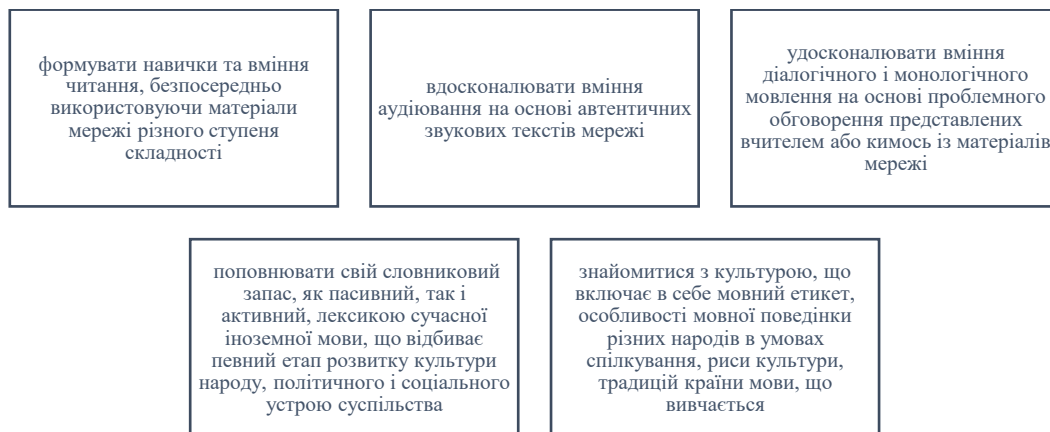 формувати навички та вміння
читання, безпосередньо
використовуючи матеріали
мережі різного ступеня
складності
вдосконалювати вміння
аудіювання на основі автентичних
звукових текстів мережі
удосконалювати вміння
діалогічного і монологічного
мовлення на основі проблемного
обговорення представлених
вчителем або кимось із матеріалів
мережі
поповнювати свій словниковий
запас, як пасивний, так і
активний, лексикою сучасної
іноземної мови, що відбиває
певний етап розвитку культури
народу, політичного і соціального
устрою суспільства
знайомитися з культурою, що
включає в себе мовний етикет,
особливості мовної поведінки
різних народів в умовах
спілкування, риси культури,
традицій країни мови, що
вивчається